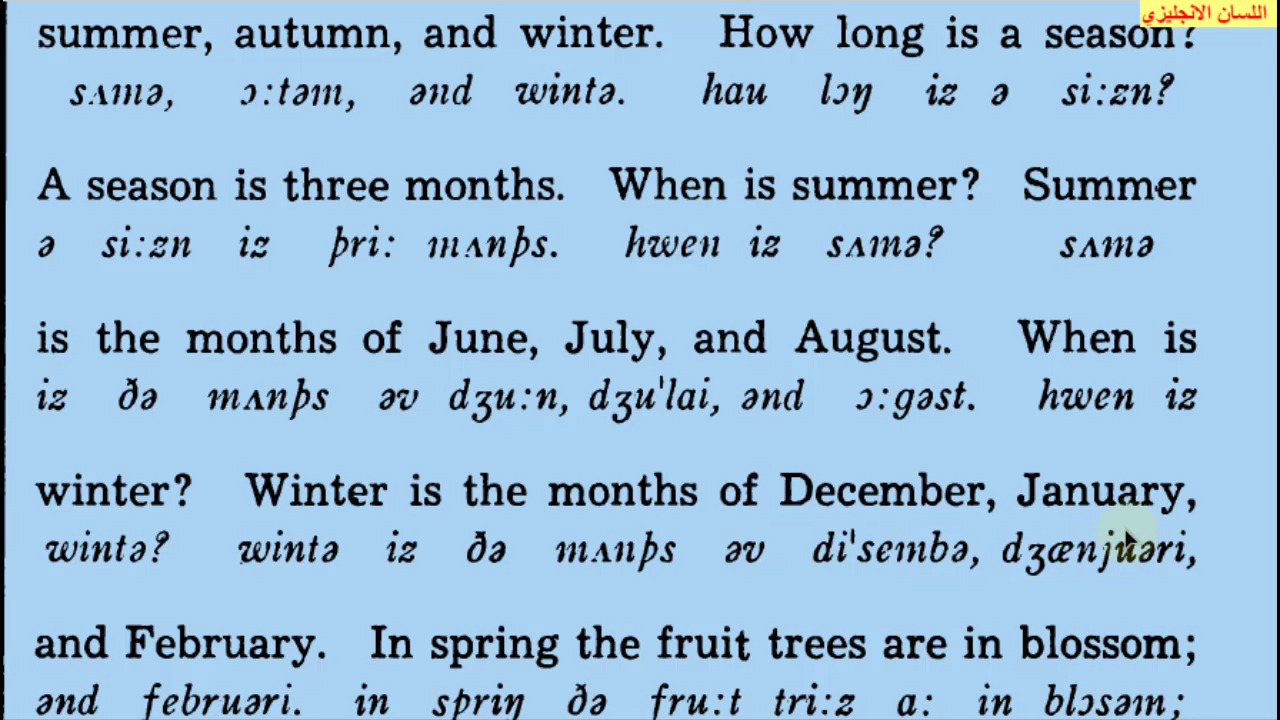 اللسان الانجليزي
summer, autumn, and winter. How long is a season?
sʌmə, ɔ:təm, ənd wintə. hau lɔŋ iz ə si:zn?
A season is three months. When is summer? Summer
ə si:zn iz þri: mʌnþs. hwen iz sʌmə? sʌmə
is the months of June, July, and August. When is
iz ðə mʌnþs əv dʒu:n, dʒu'lai, ənd ɔ:gəst. hwen iz
winter? Winter is the months of December, January,
wintə? wintə iz ðə mʌnþs əv di'sembə, dʒænjuəri,
and February. In spring the fruit trees are in blossom;
ənd februəri. in spriŋ ðə fru:t tri:z a: in blɔsəm;